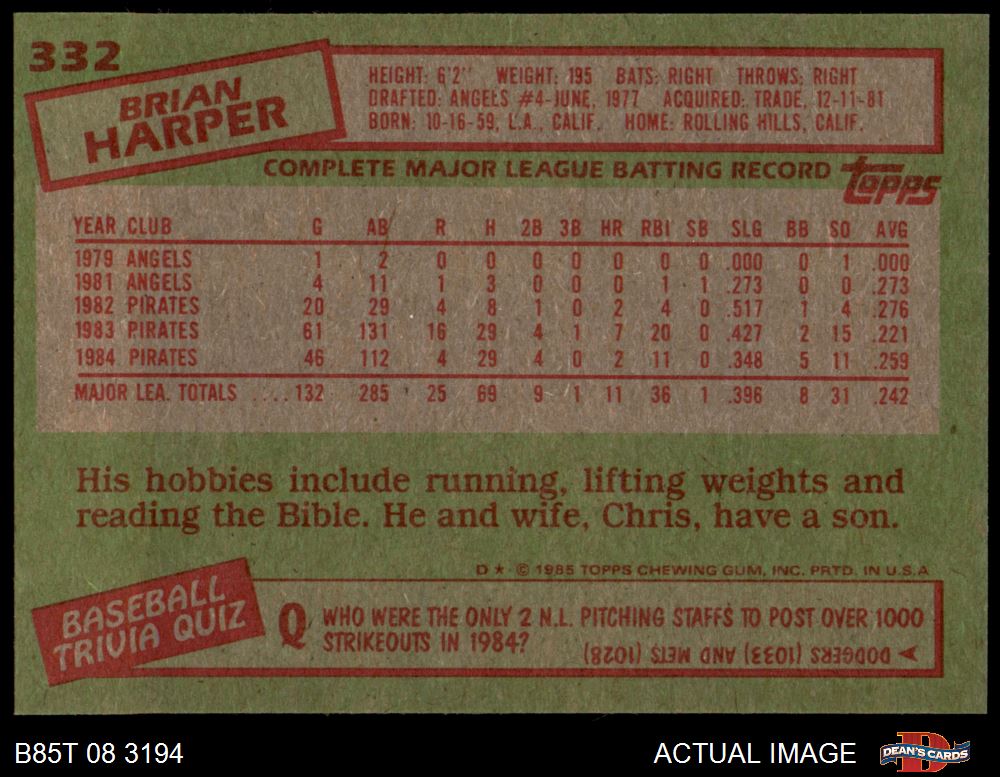 332
BRIAN
HARPER
HEIGHT: 6'2" WEIGHT: 195 BATS: RIGHT THROWS: RIGHT
DRAFTED: ANGELS #4-JUNE, 1977 ACQUIRED: TRADE, 12-11-81
BORN: 10-16-59, L.A., CALIF. HOME: ROLLING HILLS, CALIF.
COMPLETE MAJOR LEAGUE BATTING RECORD topps
YEAR CLUB G AB R H 2B 3B HR RBI SB SLG BB SO AVG
1979 ANGELS 1 2 0 0 0 0 0 0 0 .000 0 1 .000
1981 ANGELS 4 11 1 3 0 0 0 1 1 .273 0 0 .273
1982 PIRATES 20 29 4 8 1 0 2 4 0 .517 1 4 .276
1983 PIRATES 61 131 16 29 4 1 7 20 0 .427 2 15 .221
1984 PIRATES 46 112 4 29 4 0 2 11 0 .348 5 11 .259
MAJOR LEA. TOTALS ....132 285 25 69 9 1 11 36 1 .396 8 31 .242
His hobbies include running, lifting weights and
reading the Bible. He and wife, Chris, have a son.
D ★ © 1985 TOPPS CHEWING GUM, INC. PRTD. IN U.S.A
BASEBALL
TRIVIA QUIZ
Q WHO WERE THE ONLY 2 N.L. PITCHING STAFFS TO POST OVER 1000
STRIKEOUTS IN 1984?
A DODGERS (1033) AND METS (1028)
B85T 08 3194 ACTUAL IMAGE D DEAN'S CARDS